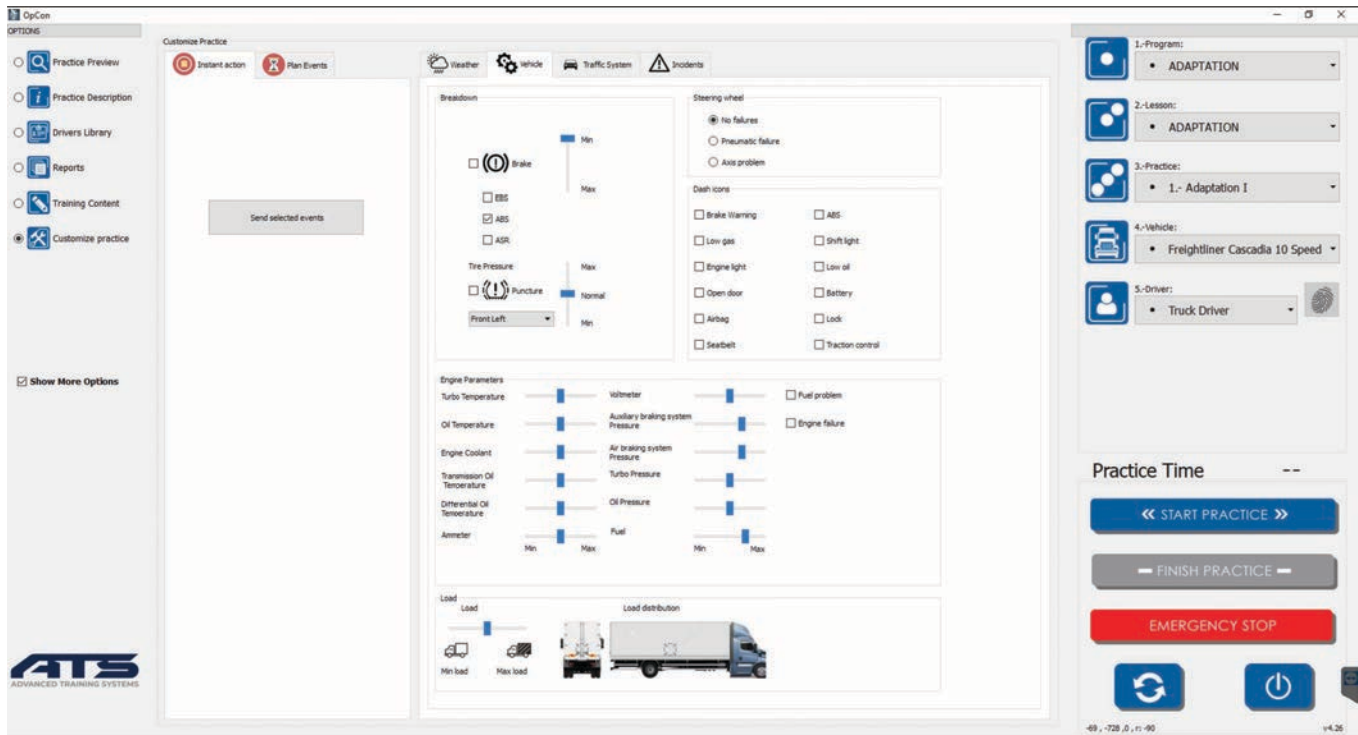 OpCon
OPTIONS
Practice Preview
Practice Description
Drivers Library
Reports
Training Content
Customize practice
Show More Options
ATS
ADVANCED TRAINING SYSTEMS
Customize Practice
Instant action
Plan Events
Send selected events
Weather
Vehicle
Traffic System
Incidents
Breakdown
Brake
Min
Max
EBS
ABS
ASR
Tire Pressure
Puncture
Front Left
Max
Normal
Min
Steering wheel
No failures
Pneumatic failure
Axis problem
Dash icons
Brake Warning
ABS
Low gas
Shift light
Engine light
Low oil
Open door
Battery
Airbag
Lock
Seatbelt
Traction control
Engine Parameters
Turbo Temperature
Oil Temperature
Engine Coolant
Transmission Oil
Temperature
Differential Oil
Temperature
Ammeter
Min
Max
Voltmeter
Auxiliary braking system
Pressure
Air braking system
Pressure
Turbo Pressure
Oil Pressure
Fuel
Min
Max
Fuel problem
Engine failure
Load
Load
Min load
Max load
Load distribution
1.-Program:
• ADAPTATION
2.-Lesson:
• ADAPTATION
3.-Practice:
• 1.- Adaptation I
4.-Vehicle:
• Freightliner Cascadia 10 Speed
5.-Driver:
• Truck Driver
Practice Time --
« START PRACTICE »
FINISH PRACTICE
EMERGENCY STOP
-69 , -728 ,0 , r: -90
v4.26